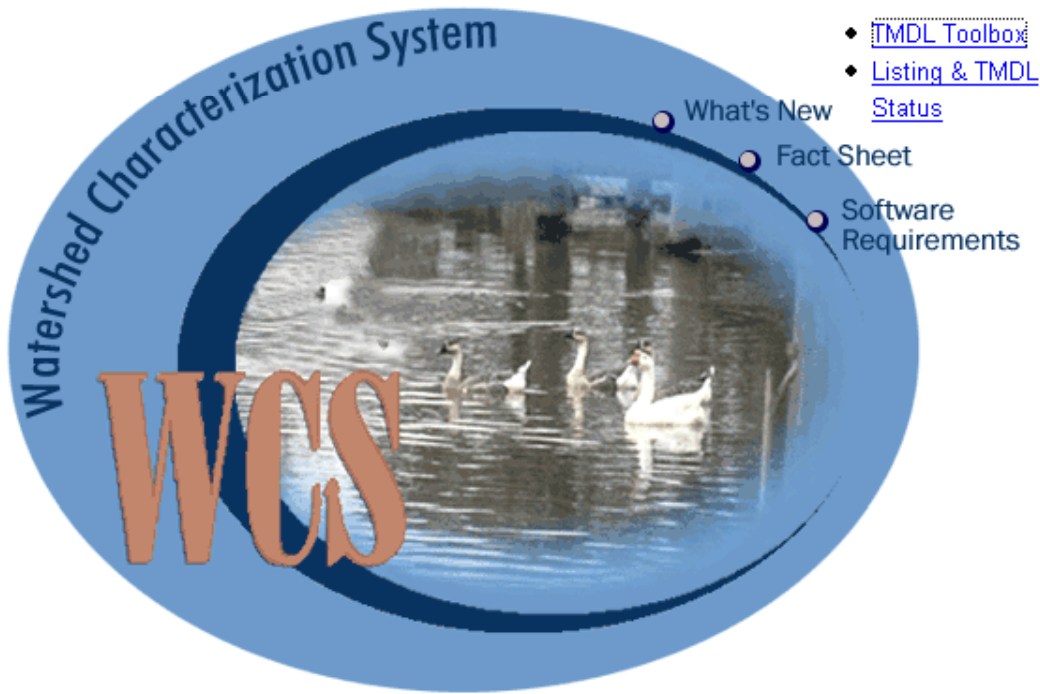 Watershed Characterization System
TMDL Toolbox
Listing & TMDL
Status
What's New
Fact Sheet
Software
Requirements
WCS